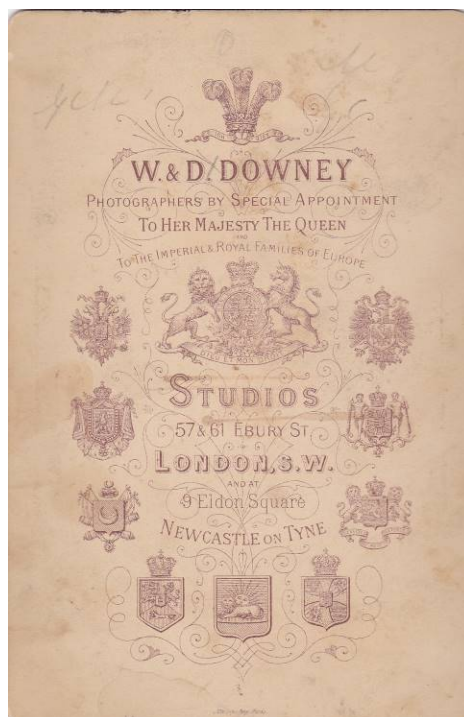 W. & D. DOWNEY
PHOTOGRAPHERS BY SPECIAL APPOINTMENT
TO HER MAJESTY THE QUEEN
AND
TO THE IMPERIAL & ROYAL FAMILIES OF EUROPE
STUDIOS
57 & 61 EBURY ST.
LONDON, S.W.
AND AT
9 Eldon Square
NEWCASTLE ON TYNE